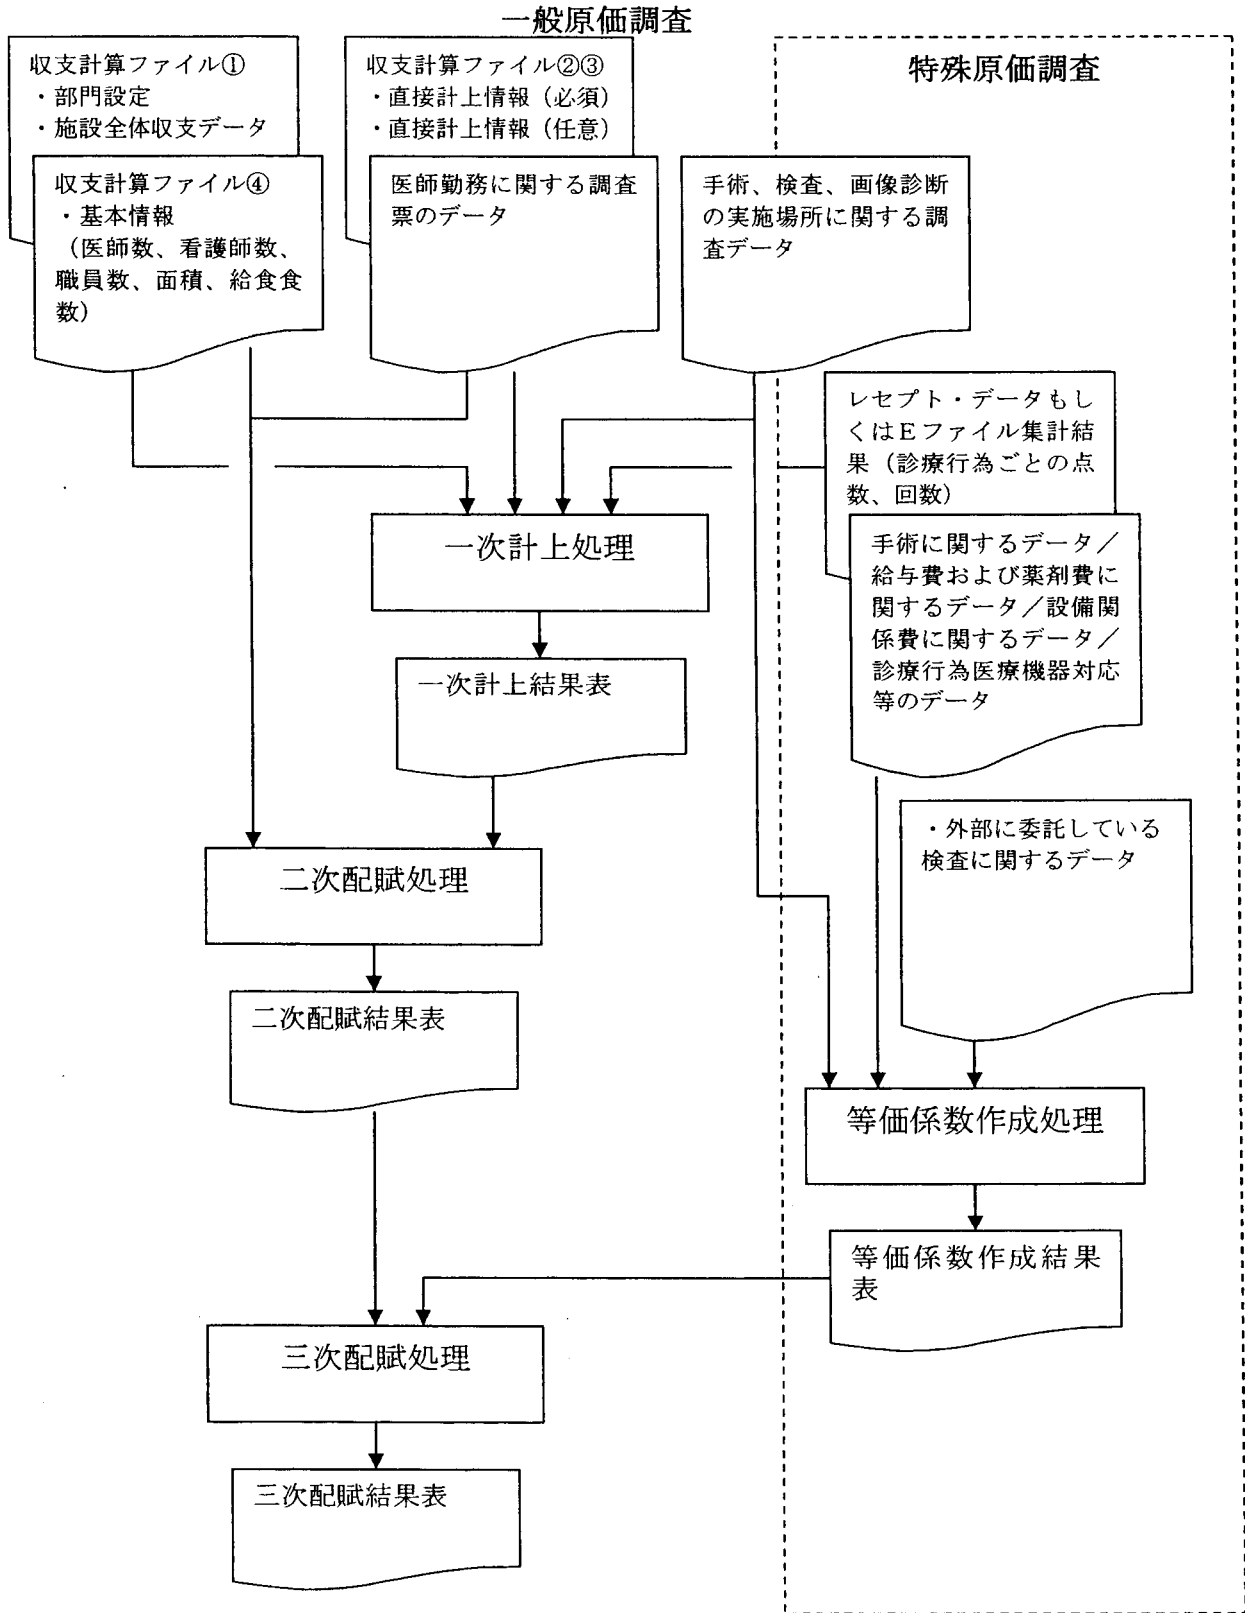 一般原価調査
収支計算ファイル①
・部門設定
・施設全体収支データ
収支計算ファイル④
・基本情報
（医師数、看護師数、
職員数、面積、給食食
数）
収支計算ファイル②③
・直接計上情報（必須）
・直接計上情報（任意）
医師勤務に関する調査
票のデータ
特殊原価調査
手術、検査、画像診断
の実施場所に関する調
査データ
レセプト・データもし
くはＥファイル集計結
果（診療行為ごとの点
数、回数）
手術に関するデータ／
給与費および薬剤費に
関するデータ／設備関
係費に関するデータ／
診療行為医療機器対応
等のデータ
一次計上処理
一次計上結果表
・外部に委託している
検査に関するデータ
二次配賦処理
二次配賦結果表
等価係数作成処理
等価係数作成結果
表
三次配賦処理
三次配賦結果表